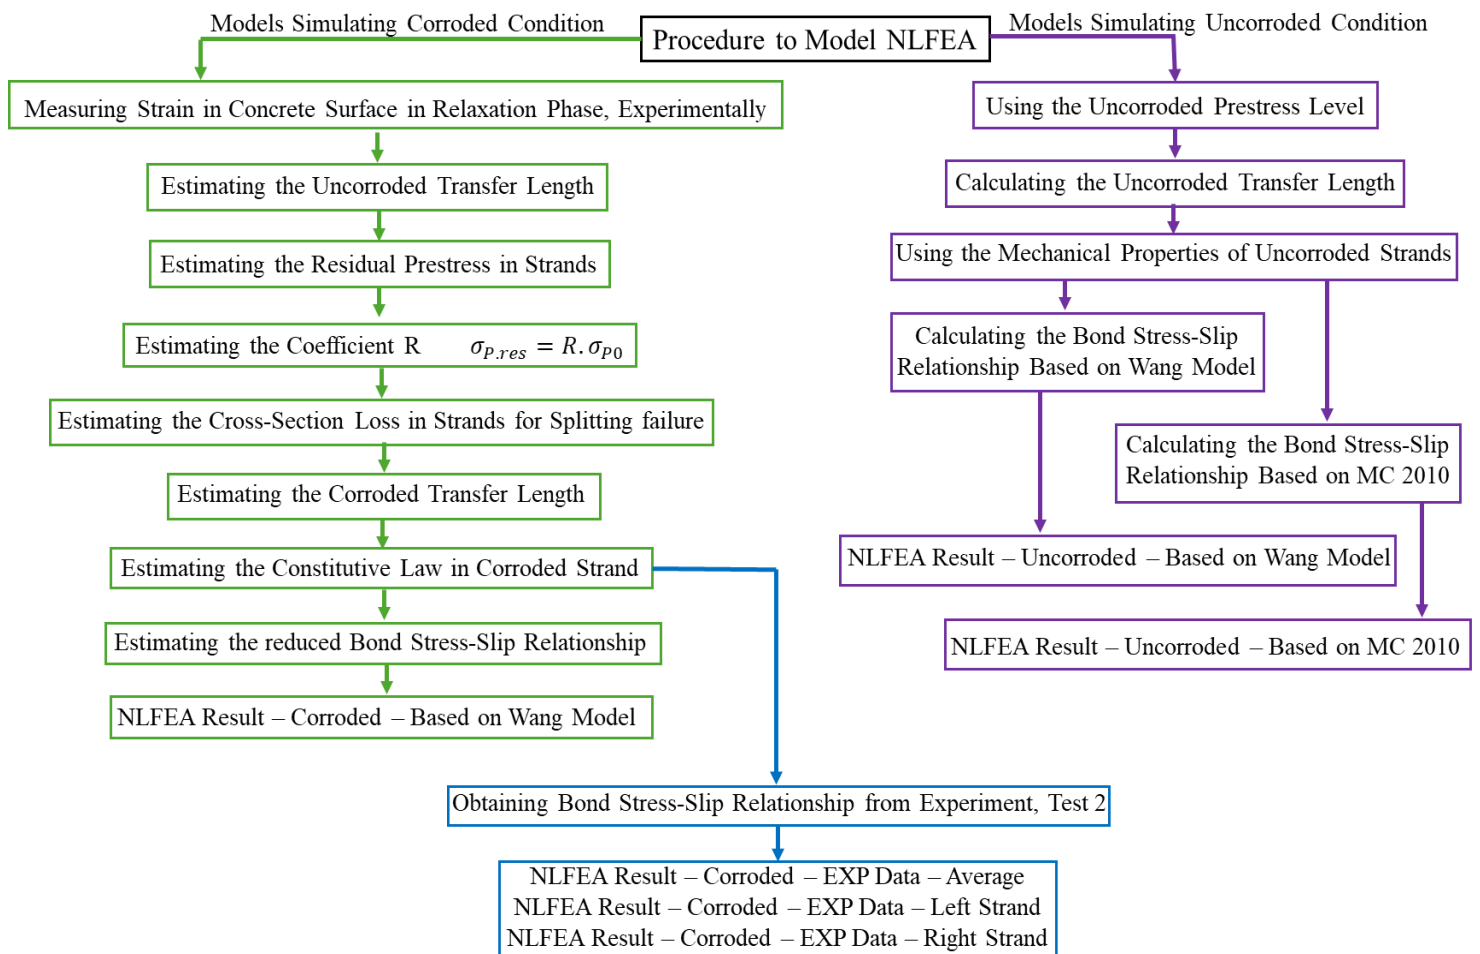 Models Simulating Corroded Condition
Procedure to Model NLFEA
Models Simulating Uncorroded Condition
Measuring Strain in Concrete Surface in Relaxation Phase, Experimentally
Estimating the Uncorroded Transfer Length
Estimating the Residual Prestress in Strands
Estimating the Coefficient R σ_{P.res} = R. σ_{P0}
Estimating the Cross-Section Loss in Strands for Splitting failure
Estimating the Corroded Transfer Length
Estimating the Constitutive Law in Corroded Strand
Estimating the reduced Bond Stress-Slip Relationship
NLFEA Result – Corroded – Based on Wang Model
Obtaining Bond Stress-Slip Relationship from Experiment, Test 2
NLFEA Result – Corroded – EXP Data – Average
NLFEA Result – Corroded – EXP Data – Left Strand
NLFEA Result – Corroded – EXP Data – Right Strand
Using the Uncorroded Prestress Level
Calculating the Uncorroded Transfer Length
Using the Mechanical Properties of Uncorroded Strands
Calculating the Bond Stress-Slip
Relationship Based on Wang Model
Calculating the Bond Stress-Slip
Relationship Based on MC 2010
NLFEA Result – Uncorroded – Based on Wang Model
NLFEA Result – Uncorroded – Based on MC 2010